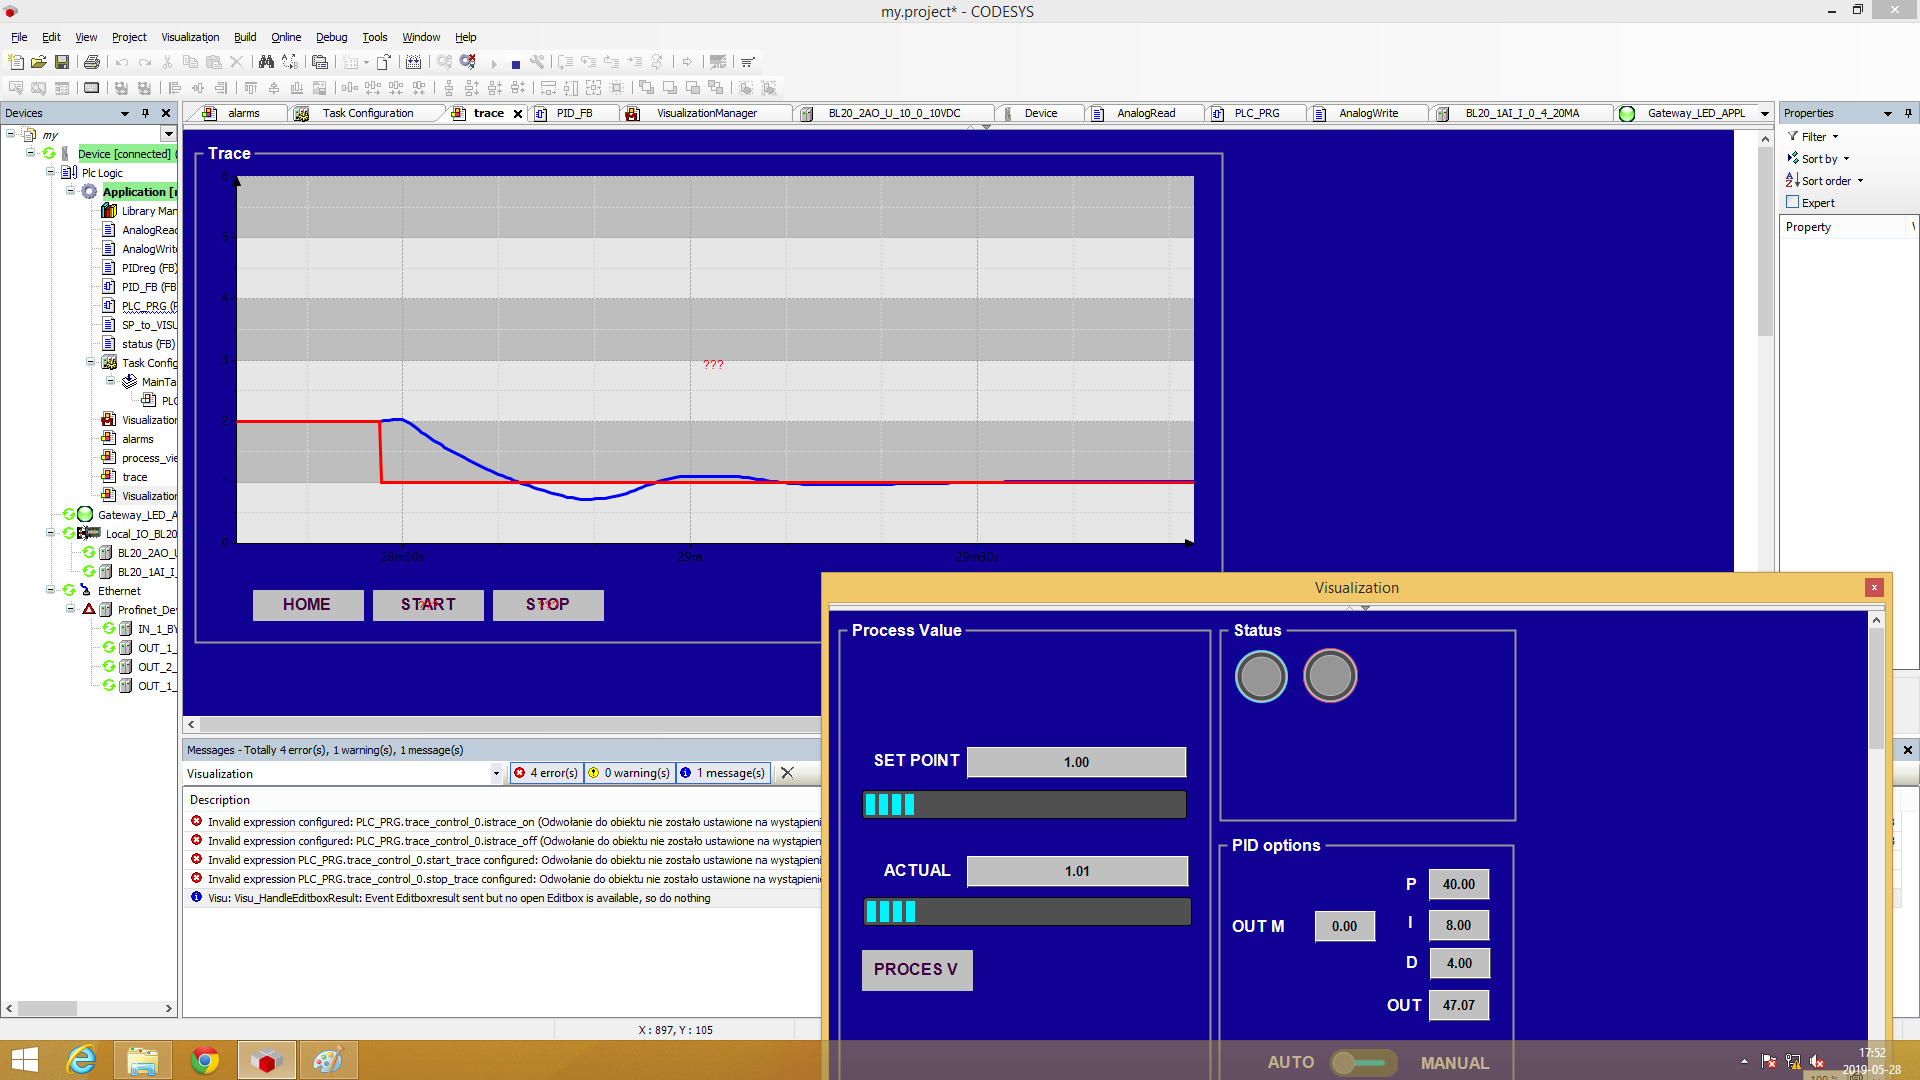 my.project* - CODESYS
File Edit View Project Visualization Build Online Debug Tools Window Help
Devices
alarms Task Configuration trace PID_FB VisualizationManager BL20_2AO_U_10_0_10VDC Device AnalogRead PLC_PRG AnalogWrite BL20_1AI_I_0_4_20MA Gateway_LED_APPL
Properties
my
Device [connected] (
Plc Logic
Application [r
Library Man
AnalogRead
AnalogWrite
PIDreg (FB)
PID_FB (FB
PLC_PRG (P
SP_to_VISU
status (FB)
Task Config
MainTa
PLC
Visualization
alarms
process_vie
trace
Visualization
Gateway_LED_A
Local_IO_BL20
BL20_2AO_U
BL20_1AI_I_
Ethernet
Profinet_Dev
IN_1_BY
OUT_1_
OUT_2_
OUT_1_
Filter
Sort by
Sort order
Expert
Property
Trace
6
5
4
3
2
1
0
???
28m30s 29m 29m30s
HOME START STOP
Messages - Totally 4 error(s), 1 warning(s), 1 message(s)
Visualization 4 error(s) 0 warning(s) 1 message(s)
Description
Invalid expression configured: PLC_PRG.trace_control_0.istrace_on (Odwołanie do obiektu nie zostało ustawione na wystąpieni
Invalid expression configured: PLC_PRG.trace_control_0.istrace_off (Odwołanie do obiektu nie zostało ustawione na wystąpieni
Invalid expression PLC_PRG.trace_control_0.start_trace configured: Odwołanie do obiektu nie zostało ustawione na wystąpienie
Invalid expression PLC_PRG.trace_control_0.stop_trace configured: Odwołanie do obiektu nie zostało ustawione na wystąpienie
Visu: Visu_HandleEditboxResult: Event Editboxresult sent but no open Editbox is available, so do nothing
X : 897, Y : 105
Visualization
Process Value
SET POINT 1.00
ACTUAL 1.01
PROCES V
Status
PID options
P 40.00
OUT M 0.00
I 8.00
D 4.00
OUT 47.07
AUTO MANUAL
17:52
2019-05-28